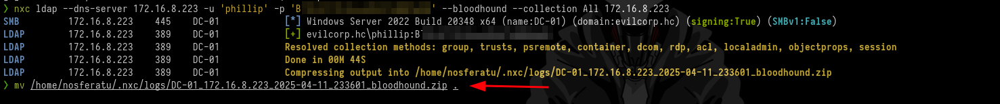 ❯ nxc ldap --dns-server 172.16.8.223 -u 'phillip' -p 'B ' --bloodhound --collection All 172.16.8.223
SMB 172.16.8.223 445 DC-01 [*] Windows Server 2022 Build 20348 x64 (name:DC-01) (domain:evilcorp.hc) (signing:True) (SMBv1:False)
LDAP 172.16.8.223 389 DC-01 [+] evilcorp.hc\phillip:
LDAP 172.16.8.223 389 DC-01 Resolved collection methods: group, trusts, psremote, container, dcom, rdp, acl, localadmin, objectprops, session
LDAP 172.16.8.223 389 DC-01 Done in 00M 44S
LDAP 172.16.8.223 389 DC-01 Compressing output into /home/nosferatu/.nxc/logs/DC-01_172.16.8.223_2025-04-11_233601_bloodhound.zip
❯ mv /home/nosferatu/.nxc/logs/DC-01_172.16.8.223_2025-04-11_233601_bloodhound.zip .